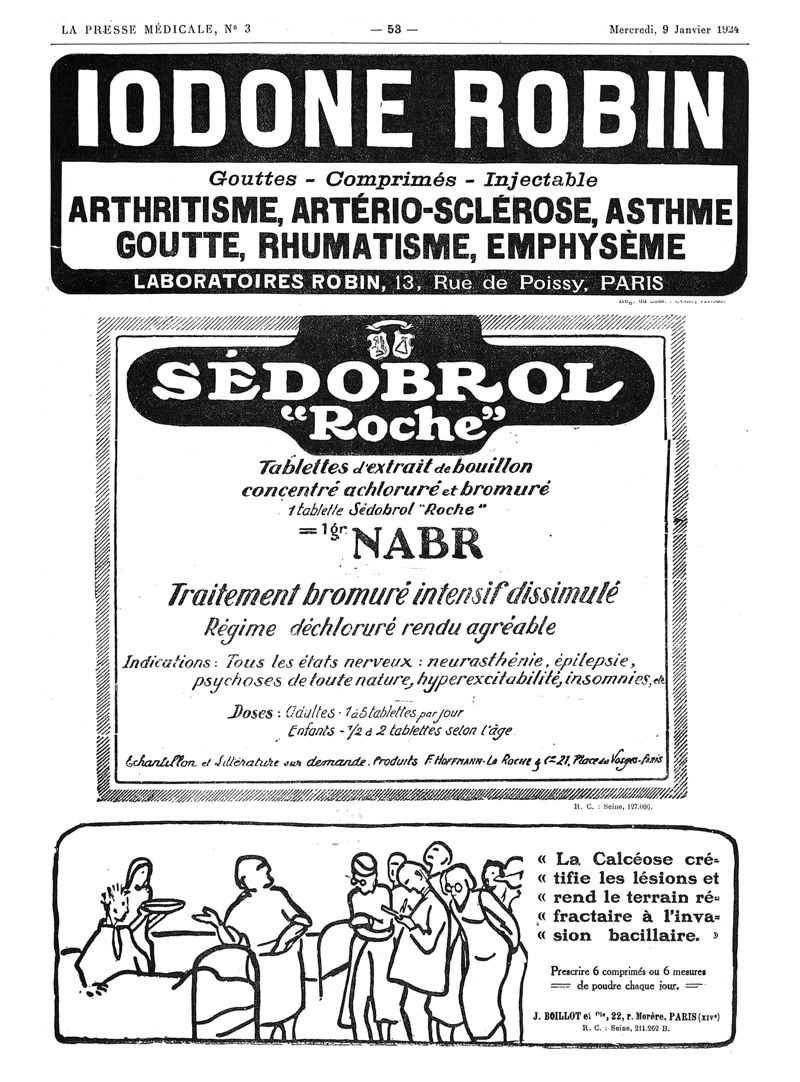 LA PRESSE MÉDICALE, Nº 3 — 53 — Mercredi, 9 Janvier 1924
IODONE ROBIN
Gouttes - Comprimés - Injectable
ARTHRITISME, ARTÉRIO-SCLÉROSE, ASTHME
GOUTTE, RHUMATISME, EMPHYSÈME
LABORATOIRES ROBIN, 13, Rue de Poissy, PARIS
SÉDOBROL
"Roche"
Tablettes d'extrait de bouillon
concentré achloruré et bromuré
1 tablette Sédobrol "Roche"
= 1gr. NABR
Traitement bromuré intensif dissimulé
Régime déchloruré rendu agréable
Indications : Tous les états nerveux : neurasthénie, épilepsie,
psychoses de toute nature, hyperexcitabilité, insomnies, etc
Doses : Adultes - 1 à 5 tablettes par jour
Enfants - 1/2 à 2 tablettes selon l'âge.
Echantillon et Littérature sur demande. Produits F. HOFFMANN-LA ROCHE & Cie 21, Place des Vosges-Paris
R. C. : Seine, 127.006.
« La Calcéose cré-
« tifie les lésions et
« rend le terrain ré-
« fractaire à l'inva-
« sion bacillaire. »
Prescrire 6 comprimés ou 6 mesures
de poudre chaque jour.
J. BOILLOT et Cie, 22, r. Morère, PARIS (XIVe)
R. C. : Seine, 211.262 B.